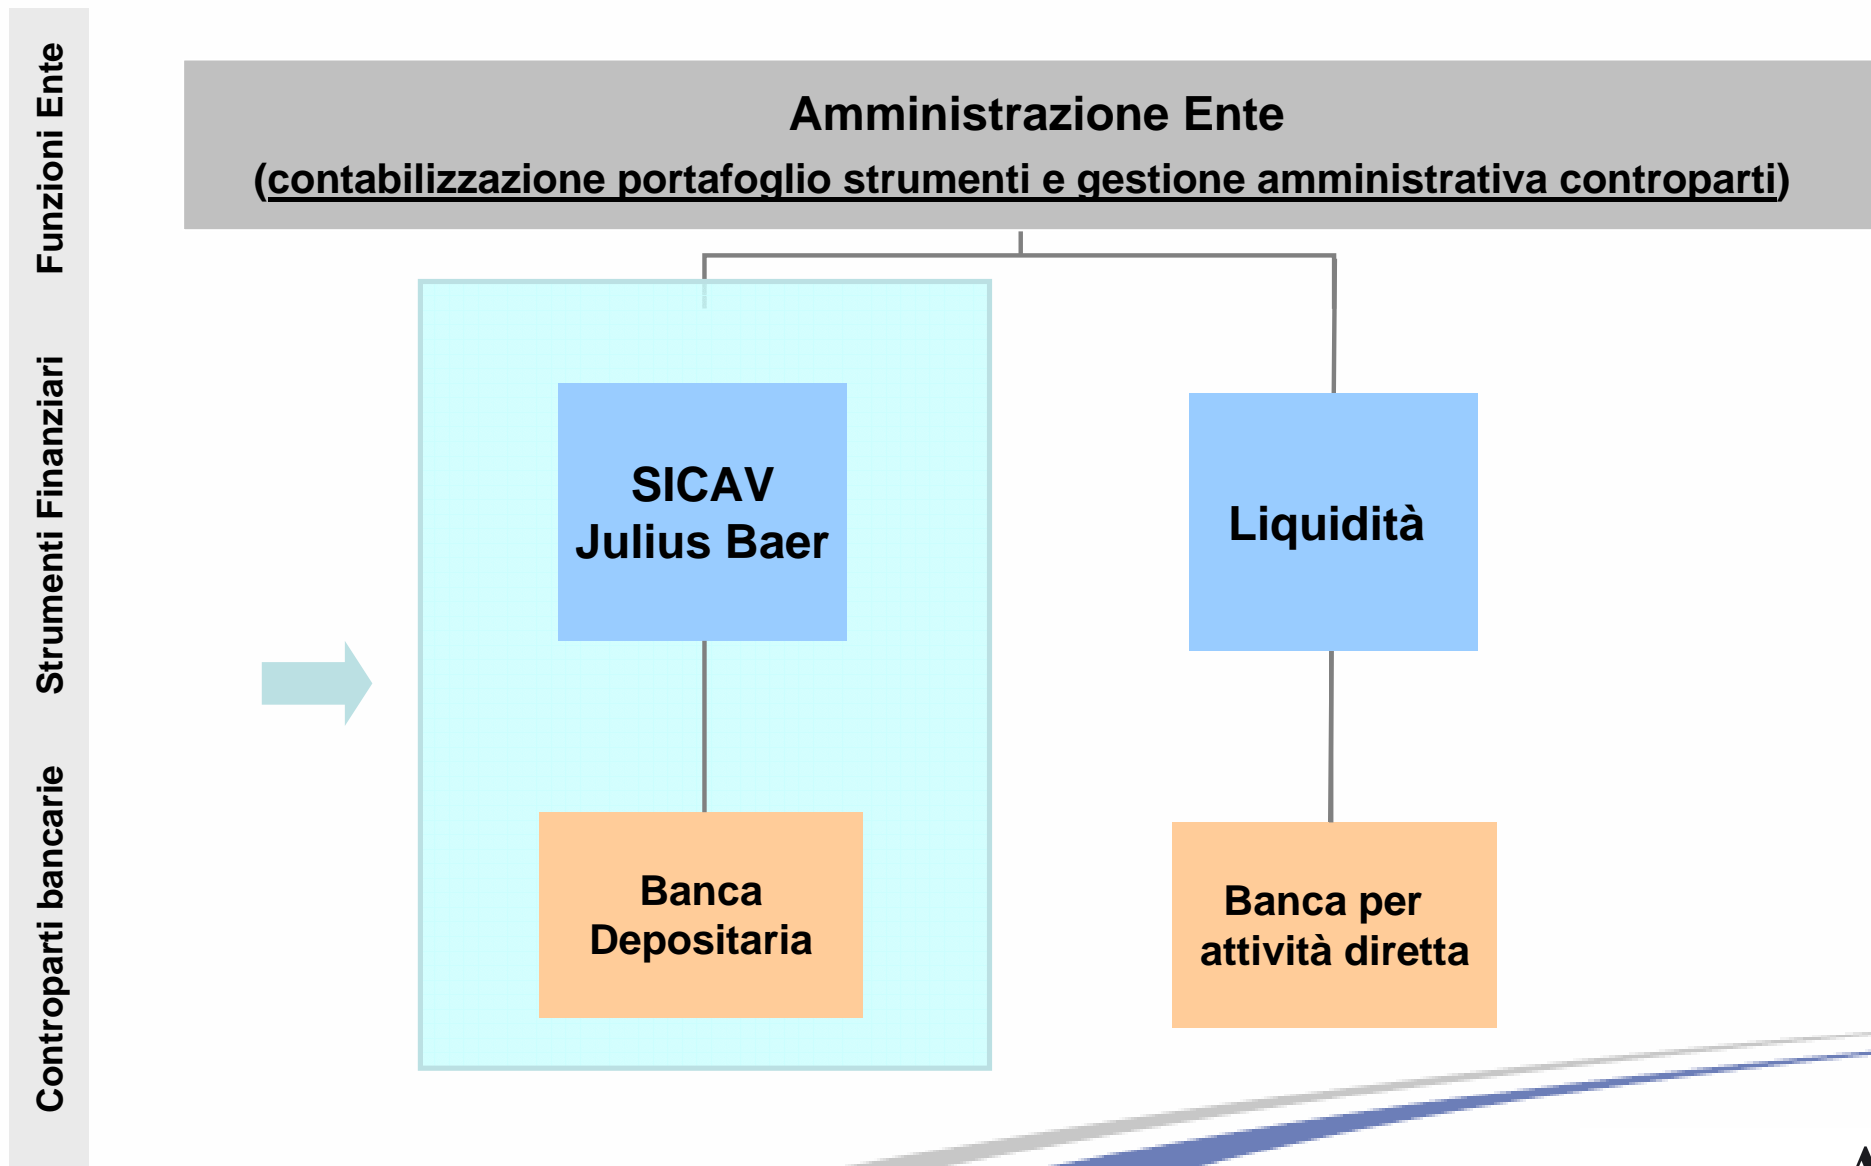 Funzioni Ente
Amministrazione Ente
(contabilizzazione portafoglio strumenti e gestione amministrativa controparti)
Strumenti Finanziari
SICAV
Julius Baer
Liquidità
Controparti bancarie
Banca
Depositaria
Banca per
attività diretta